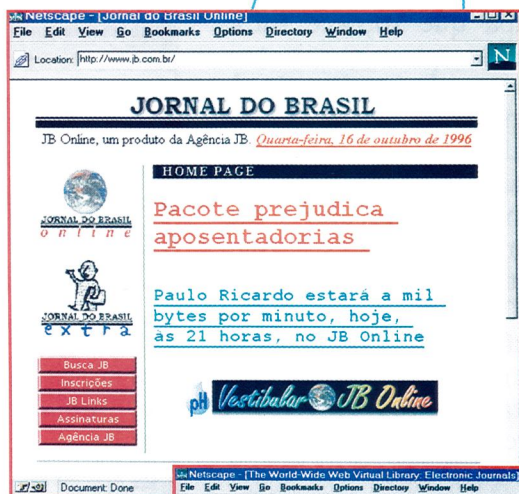 Netscape - [Jornal do Brasil Online]
File Edit View Go Bookmarks Options Directory Window Help
Location: http://www.jb.com.br/
N
JORNAL DO BRASIL
JB Online, um produto da Agência JB. Quarta-feira, 16 de outubro de 1996
JORNAL DO BRASIL
online
JORNAL DO BRASIL
extra
Busca JB
Inscrições
JB Links
Assinaturas
Agência JB
HOME PAGE
Pacote prejudica
aposentadorias
Paulo Ricardo estará a mil
bytes por minuto, hoje,
às 21 horas, no JB Online
pH Vestibular JB Online
Document: Done
Netscape - [The World-Wide Web Virtual Library: Electronic Journals]
File Edit View Go Bookmarks Options Directory Window Help